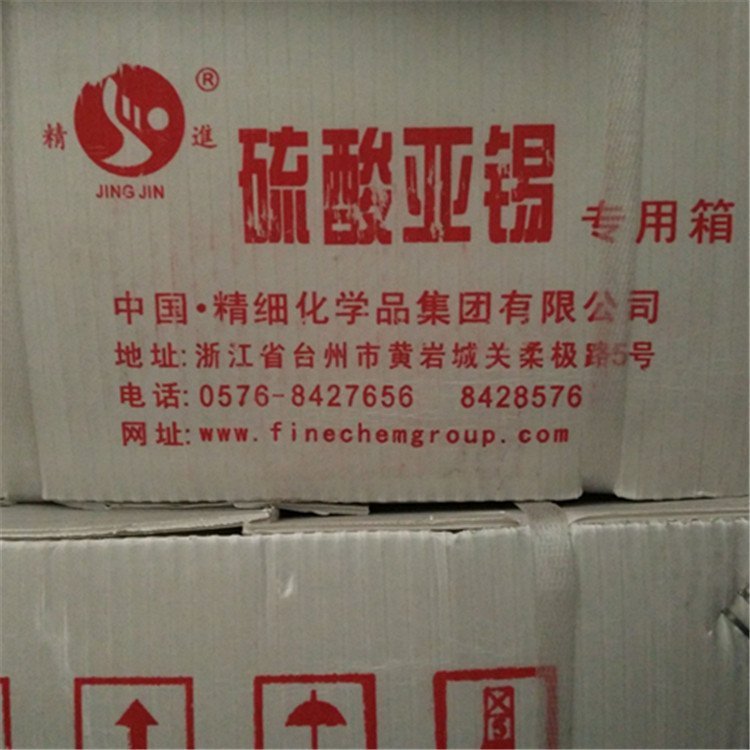 ®
精 進
JING JIN
硫酸亚锡 专用箱
中国·精细化学品集团有限公司
地址:浙江省台州市黄岩城关柔极路5号
电话:0576-8427656 8428576
网址:www.finechemgroup.com
5